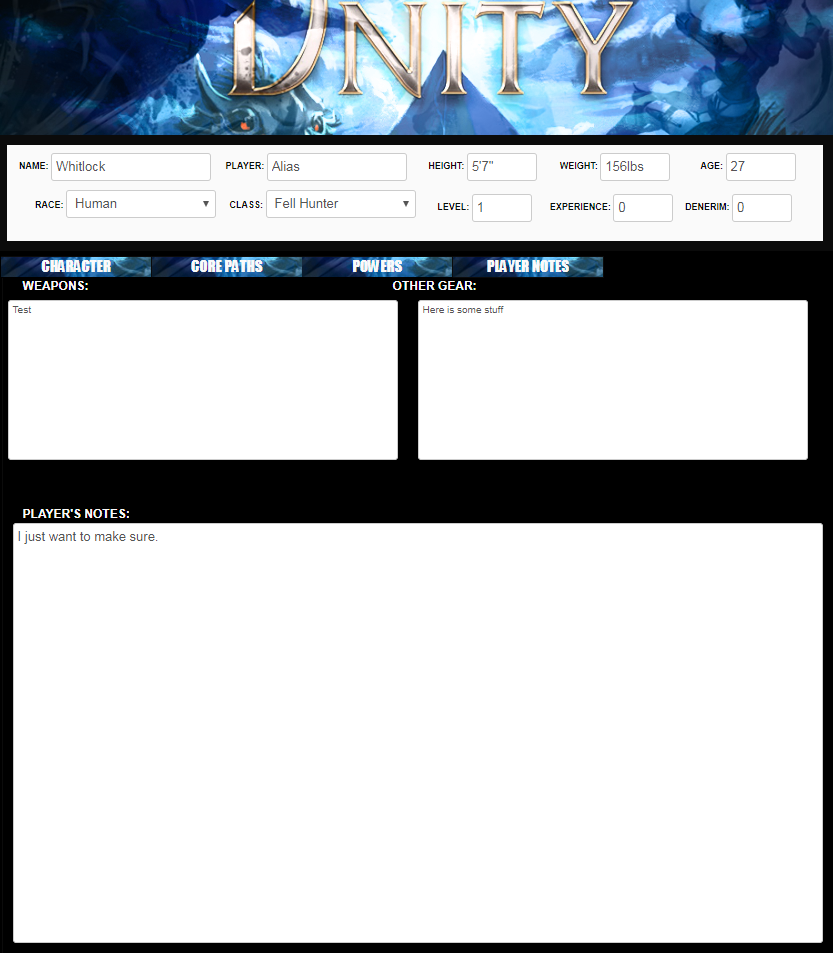 UNITY
NAME: Whitlock PLAYER: Alias HEIGHT: 5'7" WEIGHT: 156lbs AGE: 27
RACE: Human CLASS: Fell Hunter LEVEL: 1 EXPERIENCE: 0 DENERIM: 0
CHARACTER CORE PATHS POWERS PLAYER NOTES
WEAPONS: OTHER GEAR:
Test Here is some stuff
PLAYER'S NOTES:
I just want to make sure.